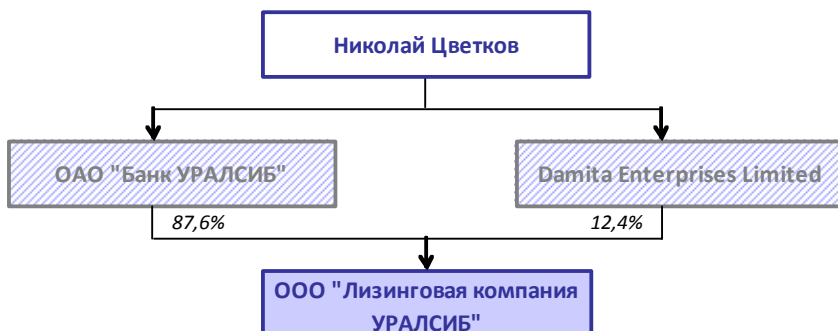 Николай Цветков
ОАО "Банк УРАЛСИБ"
Damita Enterprises Limited
87,6%
12,4%
ООО "Лизинговая компания
УРАЛСИБ"